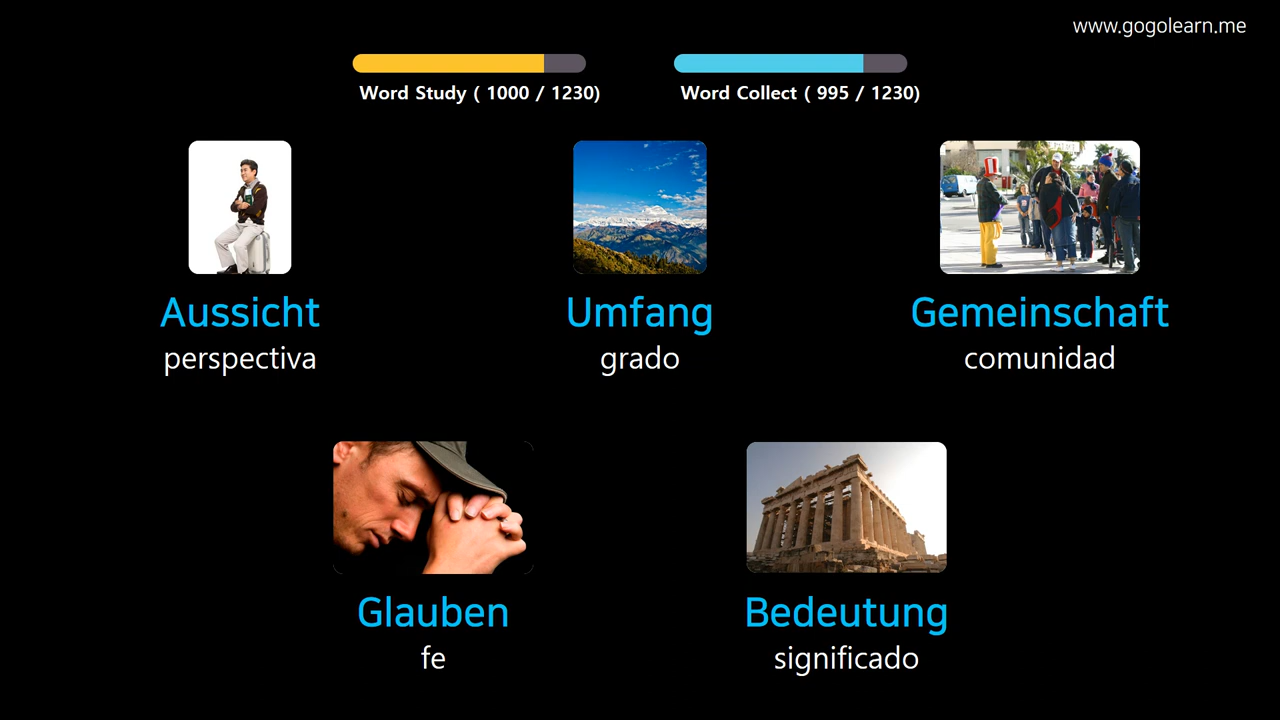 www.gogolearn.me
Word Study ( 1000 / 1230)
Word Collect ( 995 / 1230)
Aussicht
perspectiva
Umfang
grado
Gemeinschaft
comunidad
Glauben
fe
Bedeutung
significado